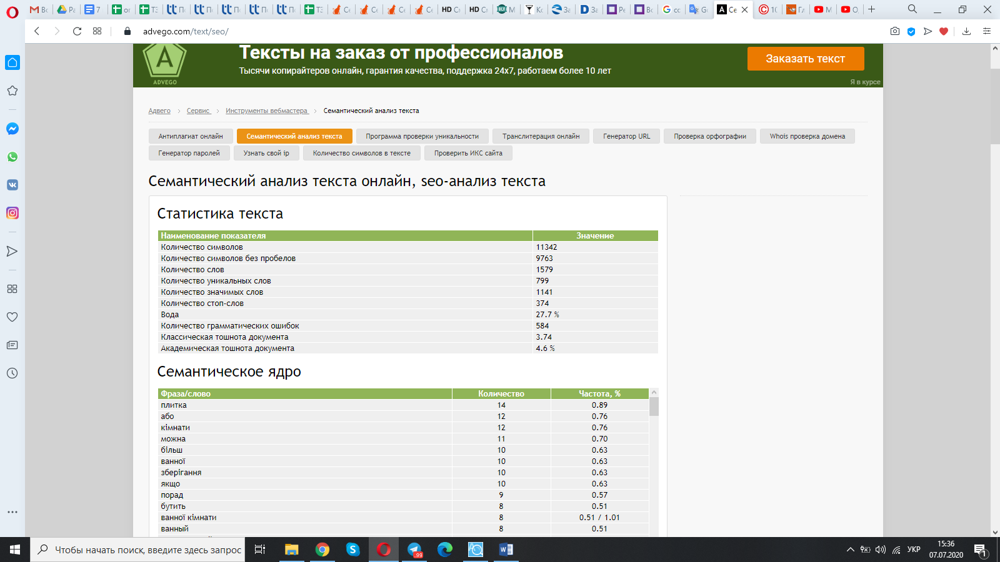 advego.com/text/seo/
A
ADVEGO
Тексты на заказ от профессионалов
Тысячи копирайтеров онлайн, гарантия качества, поддержка 24х7, работаем более 10 лет
Заказать текст
Я в курсе
Адвего > Сервис > Инструменты вебмастера > Семантический анализ текста
Антиплагиат онлайн Семантический анализ текста Программа проверки уникальности Транслитерация онлайн Генератор URL Проверка орфографии Whois проверка домена
Генератор паролей Узнать свой ip Количество символов в тексте Проверить ИКС сайта
Семантический анализ текста онлайн, seo-анализ текста
Статистика текста
Наименование показателя Значение
Количество символов 11342
Количество символов без пробелов 9763
Количество слов 1579
Количество уникальных слов 799
Количество значимых слов 1141
Количество стоп-слов 374
Вода 27.7 %
Количество грамматических ошибок 584
Классическая тошнота документа 3.74
Академическая тошнота документа 4.6 %
Семантическое ядро
Фраза/слово Количество Частота, %
плитка 14 0.89
або 12 0.76
кімнати 12 0.76
можна 11 0.70
більш 10 0.63
ванної 10 0.63
зберігання 10 0.63
якщо 10 0.63
порад 9 0.57
бутить 8 0.51
ванної кімнати 8 0.51 / 1.01
ванный 8 0.51
Чтобы начать поиск, введите здесь запрос
99
УКР
15:36
07.07.2020
1